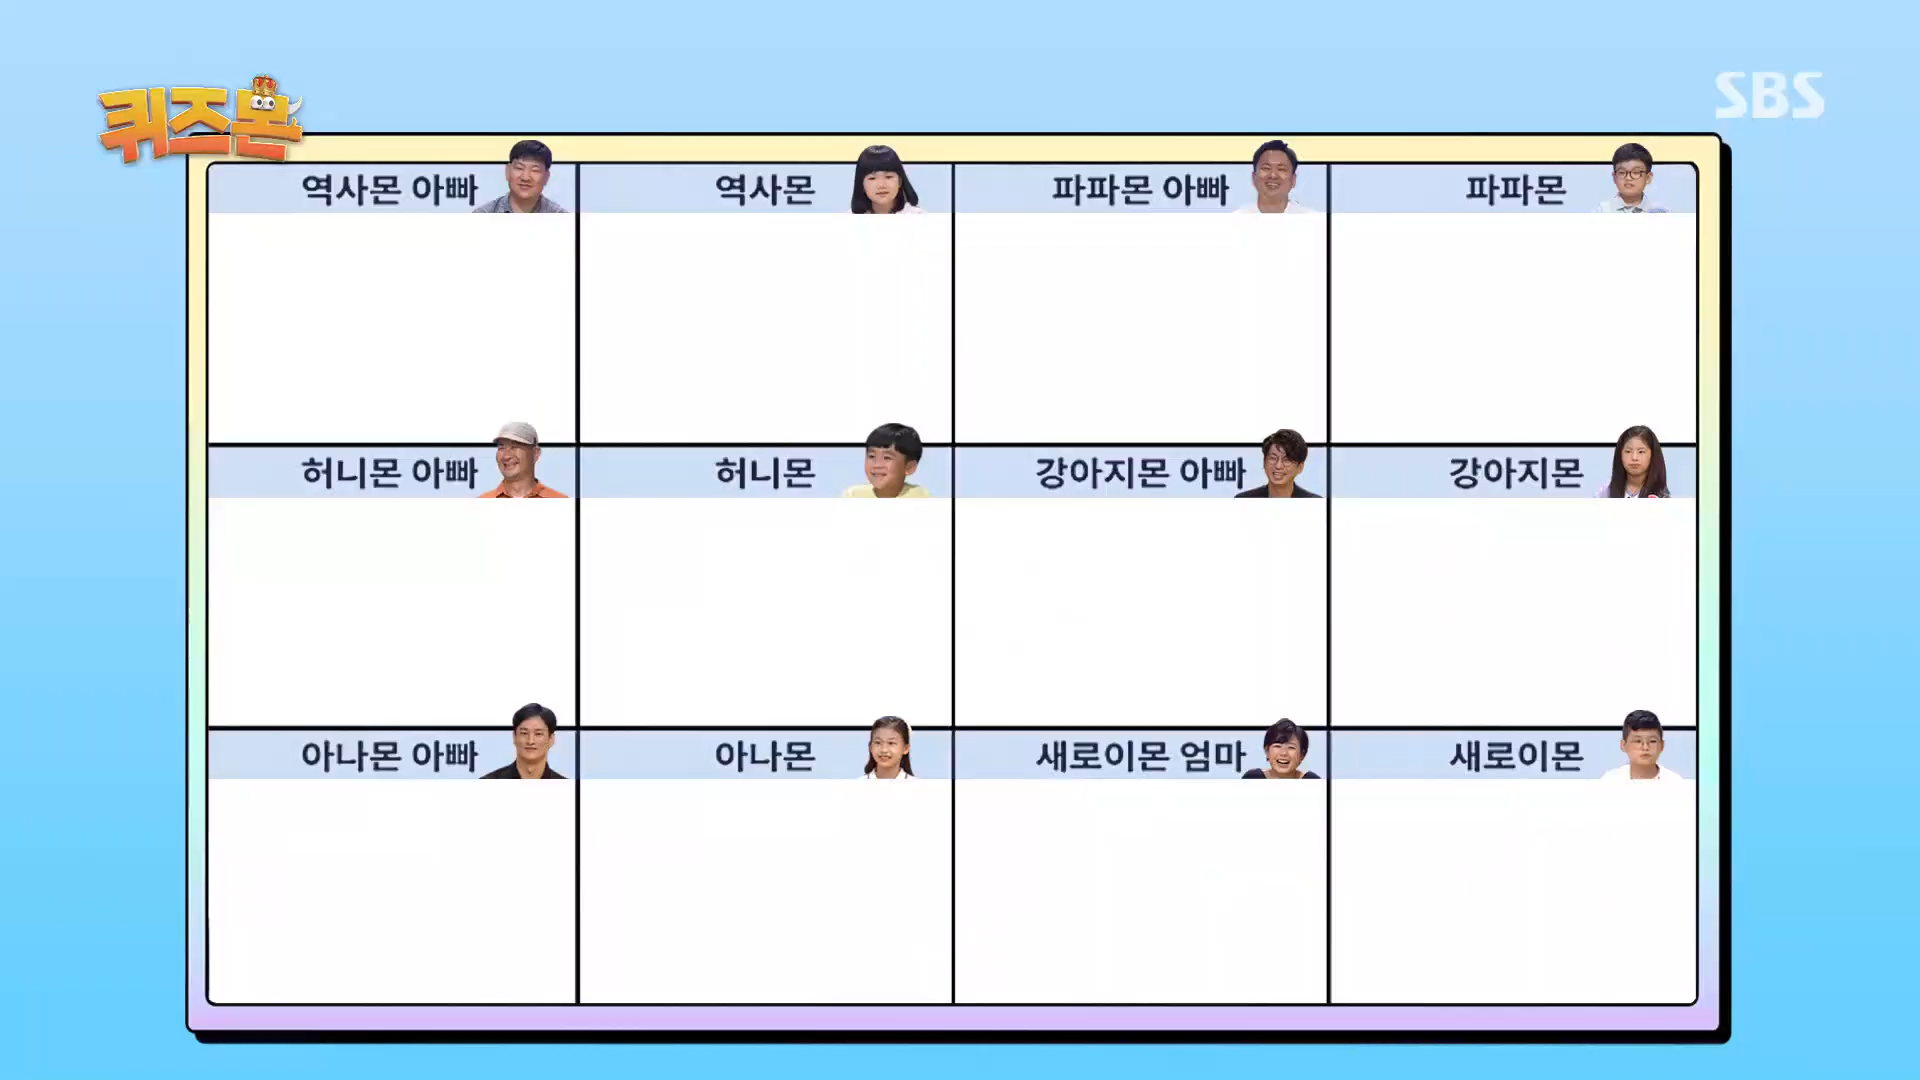 퀴즈몬
SBS
역사몬 아빠
역사몬
파파몬 아빠
파파몬
허니몬 아빠
허니몬
강아지몬 아빠
강아지몬
아나몬 아빠
아나몬
새로이몬 엄마
새로이몬